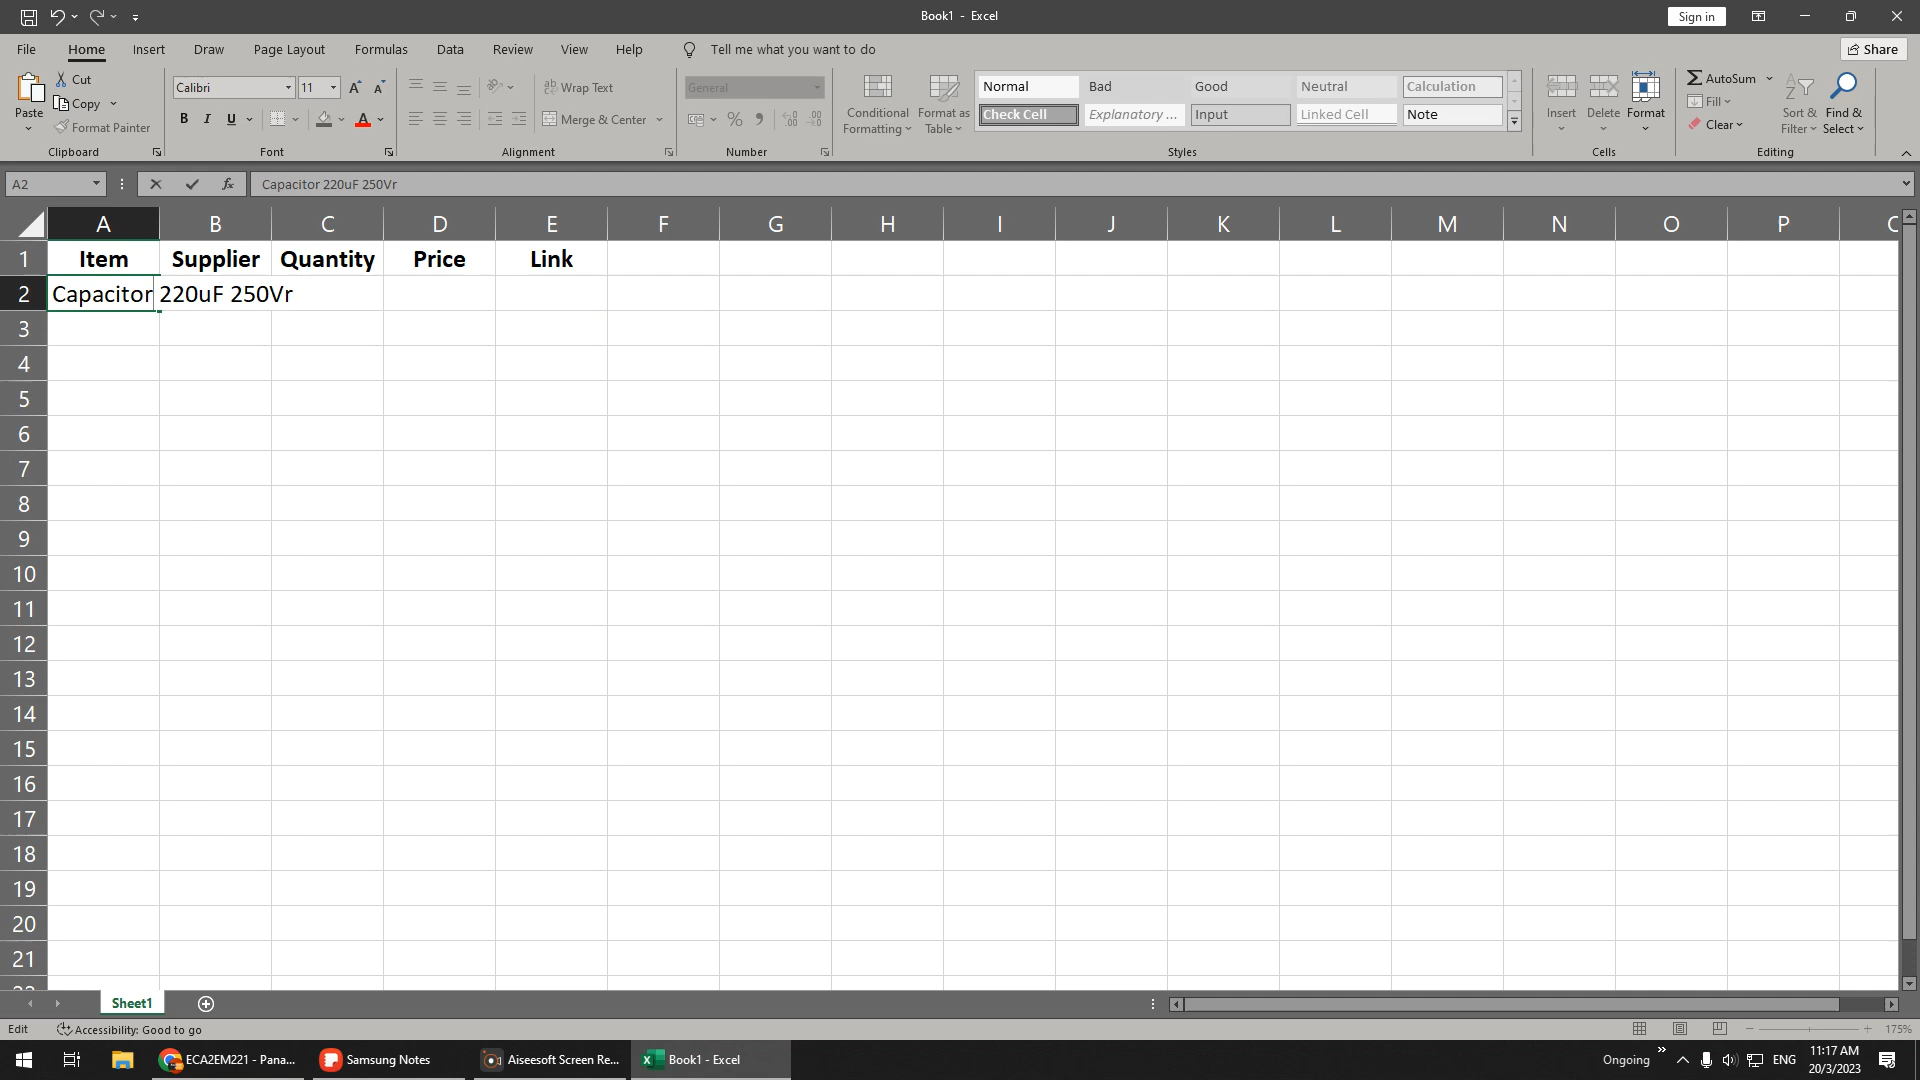 Book1 - Excel
Sign in
File Home Insert Draw Page Layout Formulas Data Review View Help Tell me what you want to do Share
Paste
Cut
Copy
Format Painter
Clipboard
Calibri 11
B I U
Font
Wrap Text
Merge & Center
Alignment
General
Number
Conditional Formatting
Format as Table
Normal Bad Good Neutral Calculation
Check Cell Explanatory ... Input Linked Cell Note
Styles
Insert Delete Format
Cells
AutoSum
Fill
Clear
Sort & Filter
Find & Select
Editing
A2 fx Capacitor 220uF 250Vr
A B C D E F G H I J K L M N O P
1 Item Supplier Quantity Price Link
2 Capacitor 220uF 250Vr
3
4
5
6
7
8
9
10
11
12
13
14
15
16
17
18
19
20
21
Sheet1
Edit Accessibility: Good to go 175%
ECA2EM221 - Pana... Samsung Notes Aiseesoft Screen Re... Book1 - Excel Ongoing ENG 11:17 AM
20/3/2023